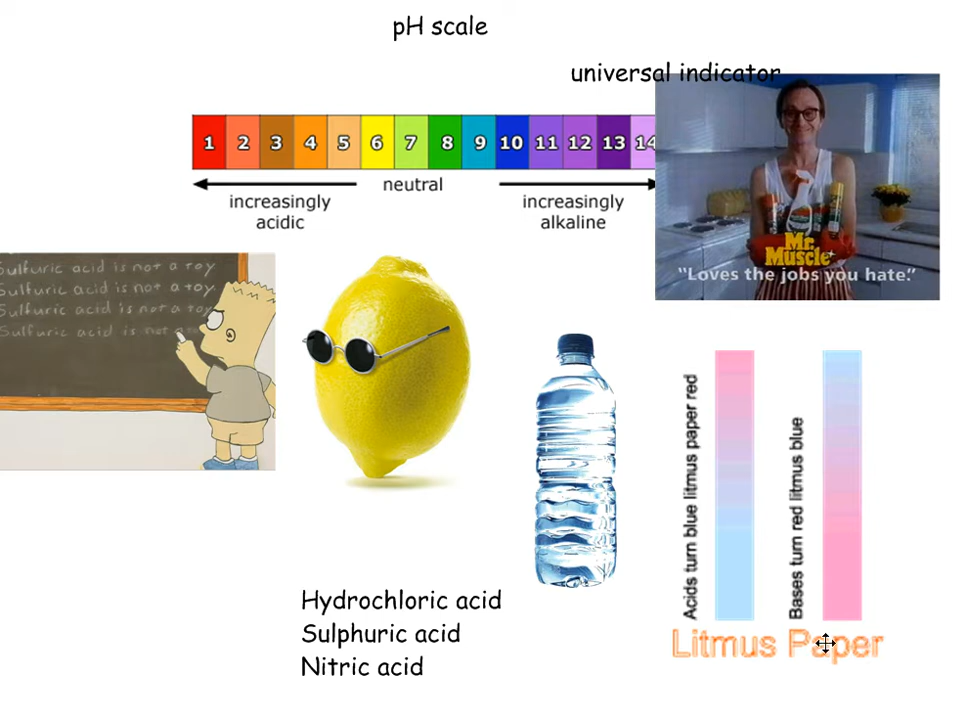 pH scale
universal indicator
1 2 3 4 5 6 7 8 9 10 11 12 13 14
neutral
increasingly
acidic
increasingly
alkaline
Mr.
Muscle
"Loves the jobs you hate."
Sulfuric acid is not a toy
Sulfuric acid is not a toy
Sulfuric acid is not a toy
Sulfuric acid is not a
Acids turn blue litmus paper red
Bases turn red litmus blue
Litmus Paper
Hydrochloric acid
Sulphuric acid
Nitric acid